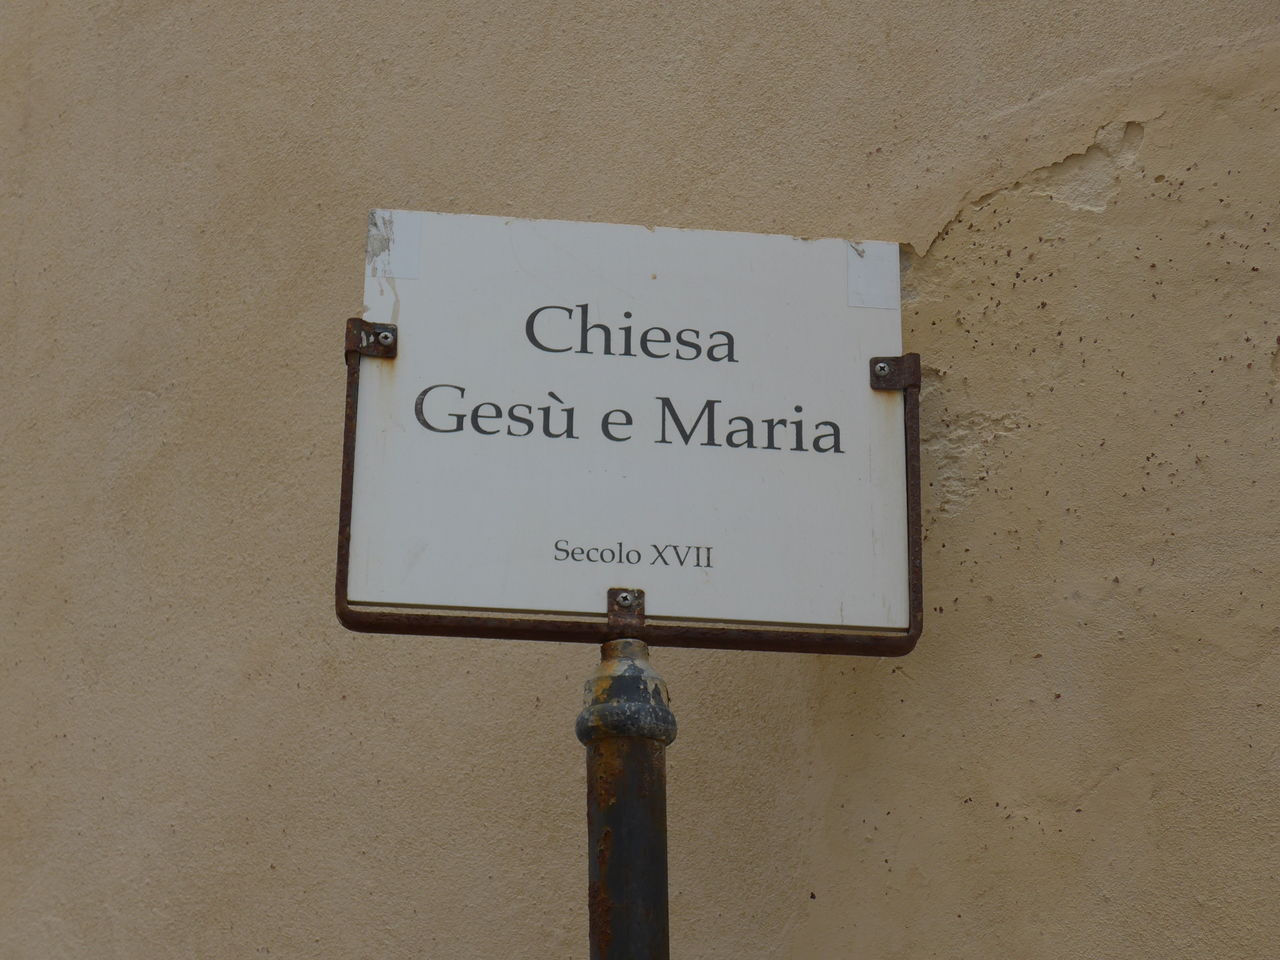 Chiesa
Gesù e Maria
Secolo XVII